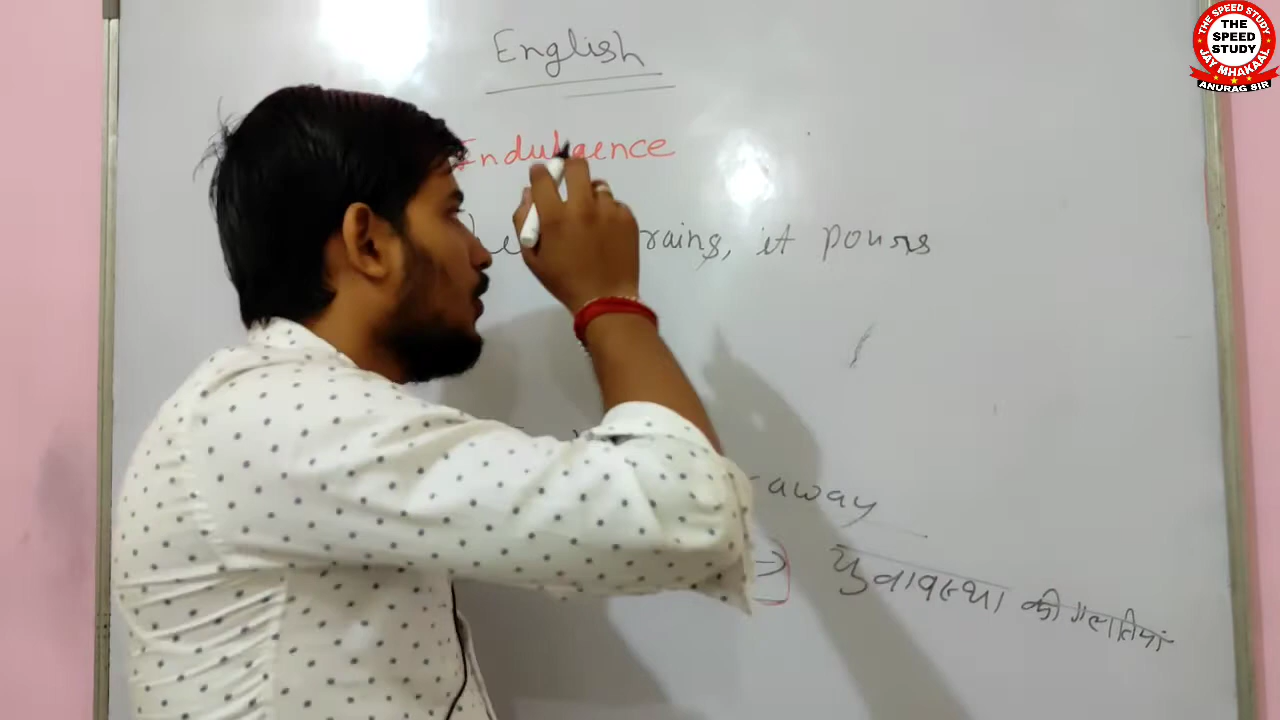 THE SPEED STUDY
THE
SPEED
STUDY
JAY MHAKAAL
ANURAG SIR
English
Indulgence
rains, it pours
away
→ युवावस्था की गलतियां